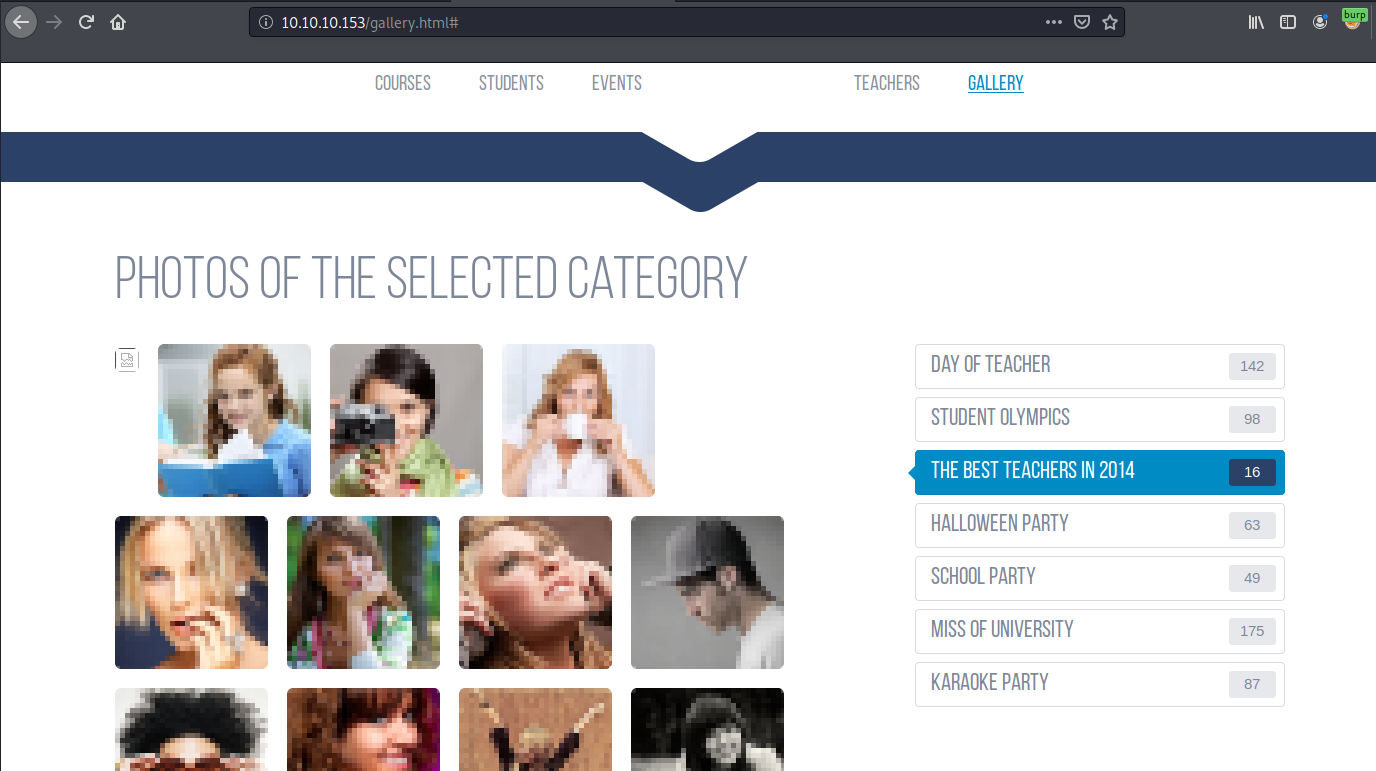 10.10.10.153/gallery.html#
burp
COURSES STUDENTS EVENTS TEACHERS GALLERY
PHOTOS OF THE SELECTED CATEGORY
DAY OF TEACHER 142
STUDENT OLYMPICS 98
THE BEST TEACHERS IN 2014 16
HALLOWEEN PARTY 63
SCHOOL PARTY 49
MISS OF UNIVERSITY 175
KARAOKE PARTY 87